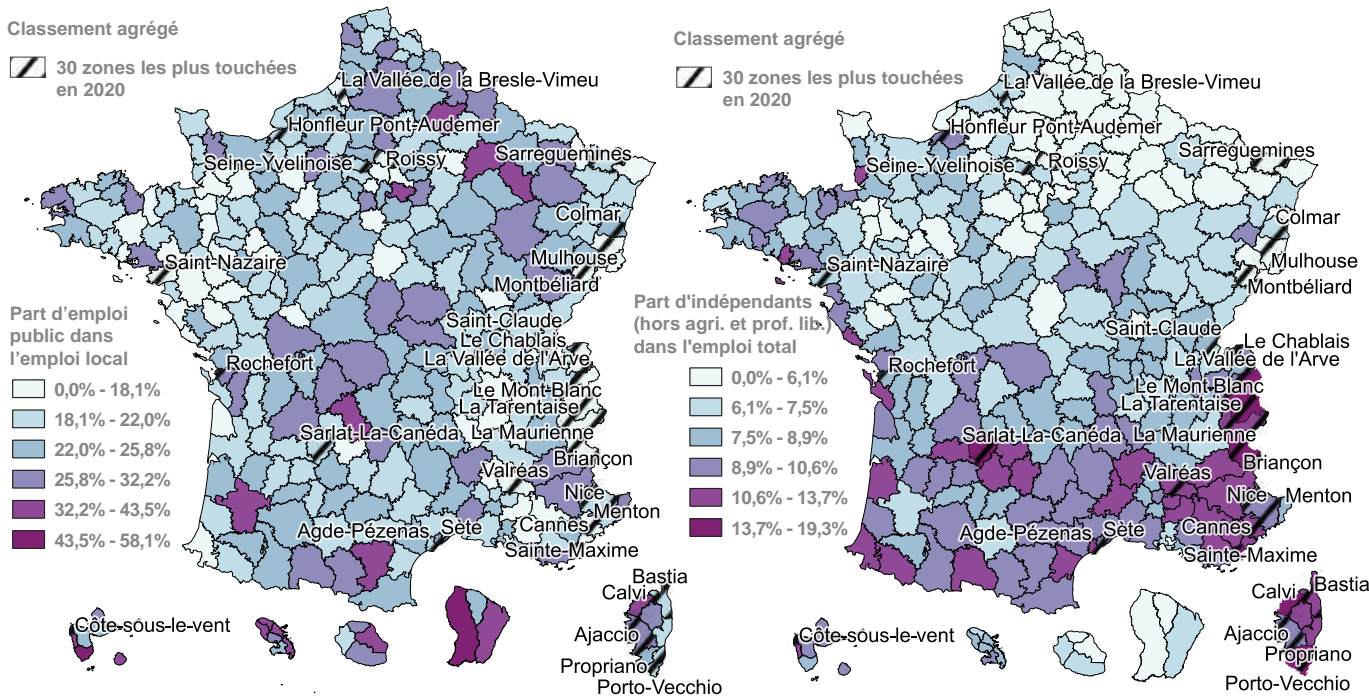 Classement agrégé
30 zones les plus touchées
en 2020
La Vallée de la Bresle-Vimeu
Honfleur Pont-Audemer
Seine-Yvelinoise
Roissy
Sarreguemines
Colmar
Saint-Nazaire
Mulhouse
Montbéliard
Part d'emploi
public dans
l'emploi local
0,0% - 18,1%
18,1% - 22,0%
22,0% - 25,8%
25,8% - 32,2%
32,2% - 43,5%
43,5% - 58,1%
Saint-Claude
Le Chablais
La Vallée de l'Arve
Rochefort
Le Mont Blanc
La Tarentaise
Sarlat-La-Canéda
La Maurienne
Briançon
Valréas
Nice
Menton
Agde-Pézenas
Sète
Cannes
Sainte-Maxime
Bastia
Calvi
Côte-sous-le-vent
Ajaccio
Propriano
Porto-Vecchio
Classement agrégé
30 zones les plus touchées
en 2020
La Vallée de la Bresle-Vimeu
Honfleur Pont-Audemer
Seine-Yvelinoise
Roissy
Sarreguemines
Colmar
Saint-Nazaire
Mulhouse
Montbéliard
Part d'indépendants
(hors agri. et prof. lib.)
dans l'emploi total
0,0% - 6,1%
6,1% - 7,5%
7,5% - 8,9%
8,9% - 10,6%
10,6% - 13,7%
13,7% - 19,3%
Saint-Claude
Le Chablais
La Vallée de l'Arve
Rochefort
Le Mont Blanc
La Tarentaise
Sarlat-La-Canéda
La Maurienne
Briançon
Valréas
Nice
Menton
Agde-Pézenas
Sète
Cannes
Sainte-Maxime
Bastia
Calvi
Côte-sous-le-vent
Ajaccio
Propriano
Porto-Vecchio